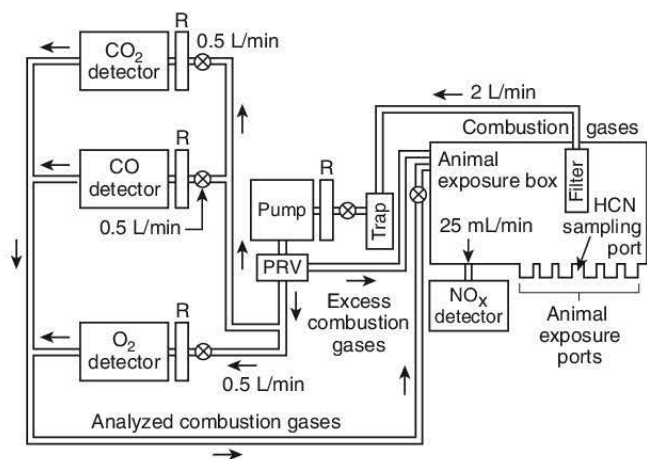 R
CO₂
detector
0.5 L/min
2 L/min
Combustion gases
R
CO
detector
0.5 L/min
R
Pump
PRV
Trap
Animal
exposure box
Filter
HCN
sampling
port
25 mL/min
NOₓ
detector
Animal
exposure
ports
Excess
combustion
gases
R
O₂
detector
0.5 L/min
Analyzed combustion gases